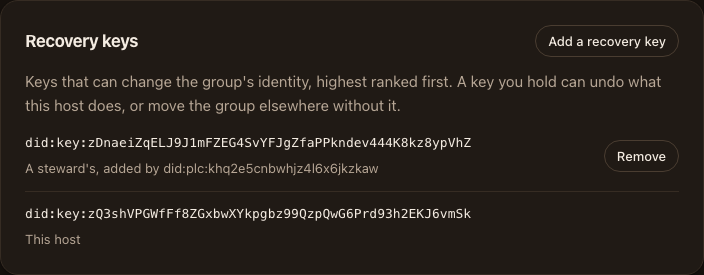 Recovery keys
Add a recovery key
Keys that can change the group's identity, highest ranked first. A key you hold can undo what
this host does, or move the group elsewhere without it.
did:key:zDnaeiZqELJ9J1mFZEG4SvYFJgZfaPPkndev444K8kz8ypVhZ
A steward's, added by did:plc:khq2e5cnbwhjz4l6x6jkzkaw
Remove
did:key:zQ3shVPGWfFf8ZGxbwXYkpgbz99QzpQwG6Prd93h2EKJ6vmSk
This host